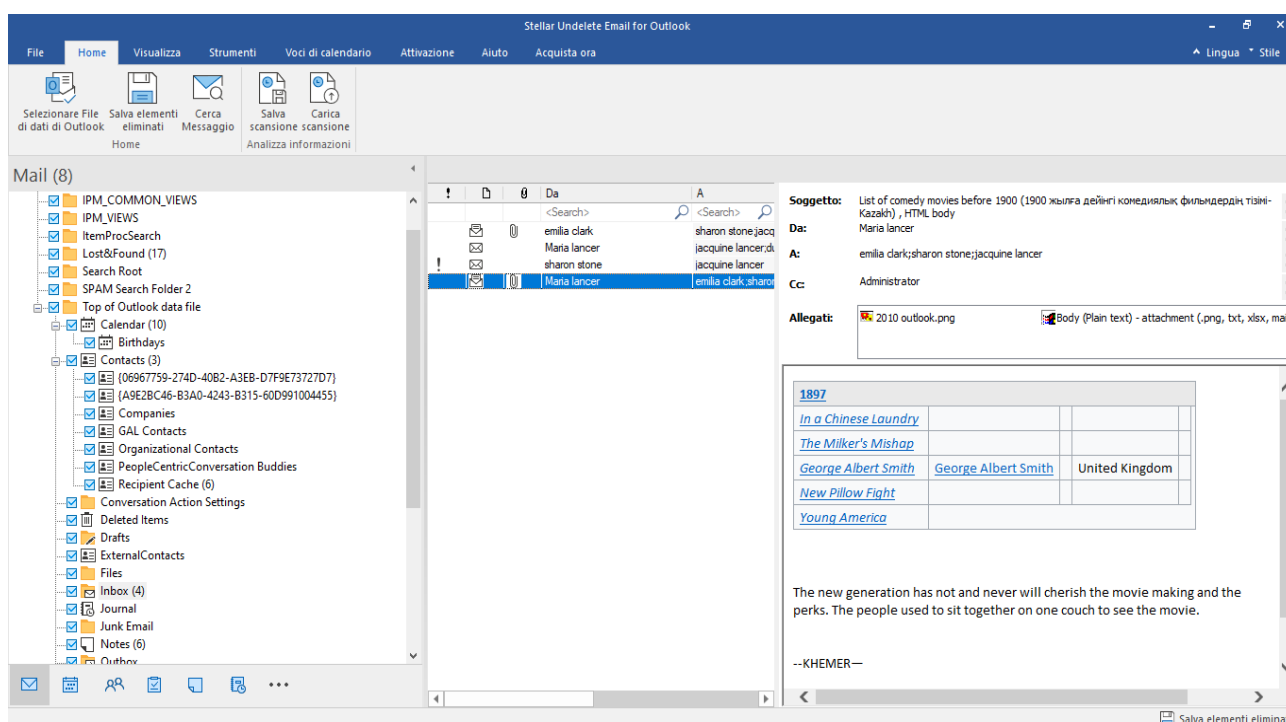 Stellar Undelete Email for Outlook
File Home Visualizza Strumenti Voci di calendario Attivazione Aiuto Acquista ora Lingua Stile
Selezionare File di dati di Outlook
Salva elementi eliminati
Cerca Messaggio
Salva scansione
Carica scansione
Home
Analizza informazioni
Mail (8)
IPM_COMMON_VIEWS
IPM_VIEWS
ItemProcSearch
Lost&Found (17)
Search Root
SPAM Search Folder 2
Top of Outlook data file
Calendar (10)
Birthdays
Contacts (3)
{06967759-274D-40B2-A3EB-D7F9E73727D7}
{A9E2BC46-B3A0-4243-B315-60D991004455}
Companies
GAL Contacts
Organizational Contacts
PeopleCentricConversation Buddies
Recipient Cache (6)
Conversation Action Settings
Deleted Items
Drafts
ExternalContacts
Files
Inbox (4)
Journal
Junk Email
Notes (6)
Outbox
Da A
<Search> <Search>
emilia clark sharon stone;jacq
Maria lancer jacquine lancer;du
sharon stone jacquine lancer
Maria lancer emilia clark;sharon
Soggetto: List of comedy movies before 1900 (1900 жылға дейінгі комедиялық фильмдердің тізімі-
Kazakh) , HTML body
Da: Maria lancer
A: emilia clark;sharon stone;jacquine lancer
Cc: Administrator
Allegati: 2010 outlook.png Body (Plain text) - attachment (.png, txt, xlsx, mai
1897
In a Chinese Laundry
The Milker's Mishap
George Albert Smith George Albert Smith United Kingdom
New Pillow Fight
Young America
The new generation has not and never will cherish the movie making and the
perks. The people used to sit together on one couch to see the movie.
--KHEMER—
Salva elementi elimina